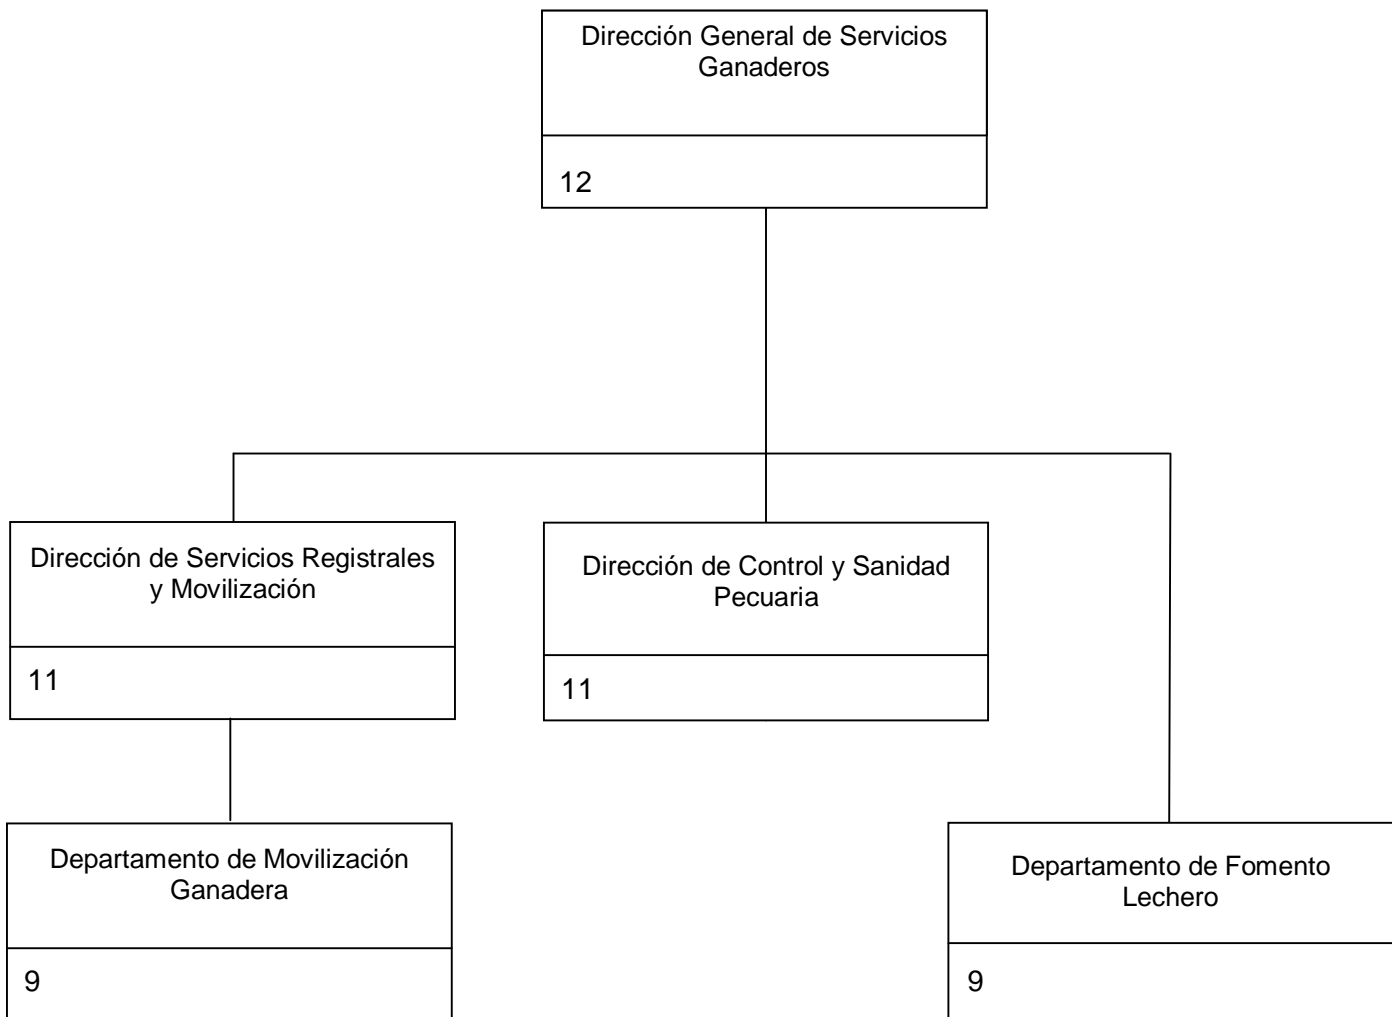 Dirección General de Servicios
Ganaderos
12
Dirección de Servicios Registrales
y Movilización
11
Dirección de Control y Sanidad
Pecuaria
11
Departamento de Movilización
Ganadera
9
Departamento de Fomento
Lechero
9